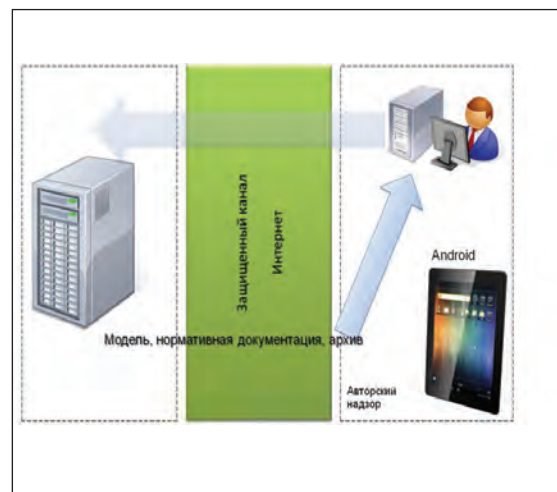 Защищенный канал
Интернет
Android
Модель, нормативная документация, архив
Авторский
надзор